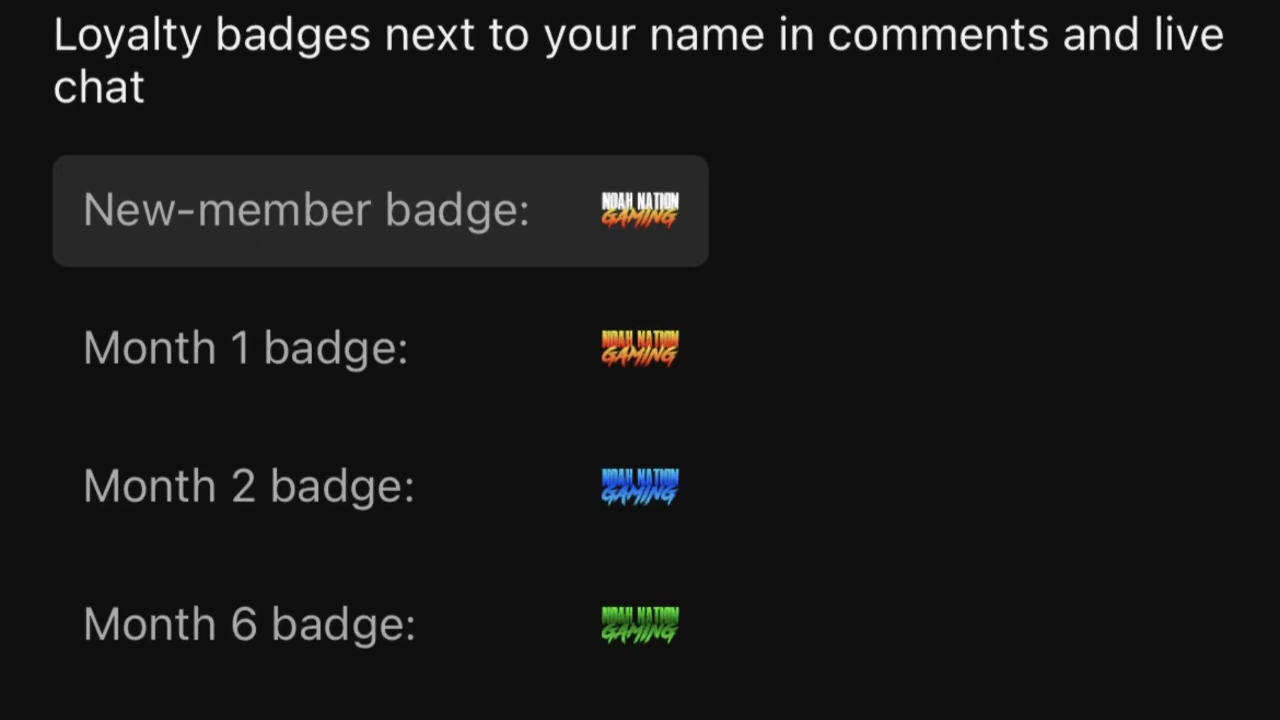 Loyalty badges next to your name in comments and live
chat
New-member badge:
NOAH NATION
GAMING
Month 1 badge:
NOAH NATION
GAMING
Month 2 badge:
NOAH NATION
GAMING
Month 6 badge:
NOAH NATION
GAMING